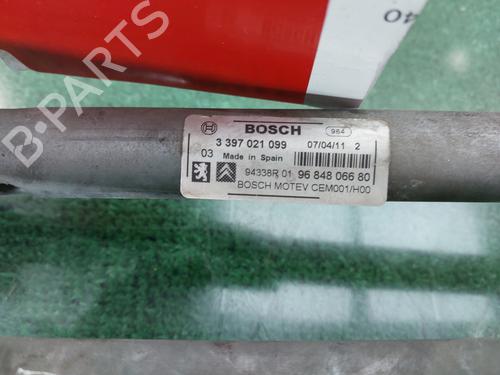 40
B-PARTS
BOSCH 984
3 397 021 099 07/04/11 2
03 Made in Spain
94338R 01 96 848 066 80
BOSCH MOTEV CEM001/H00